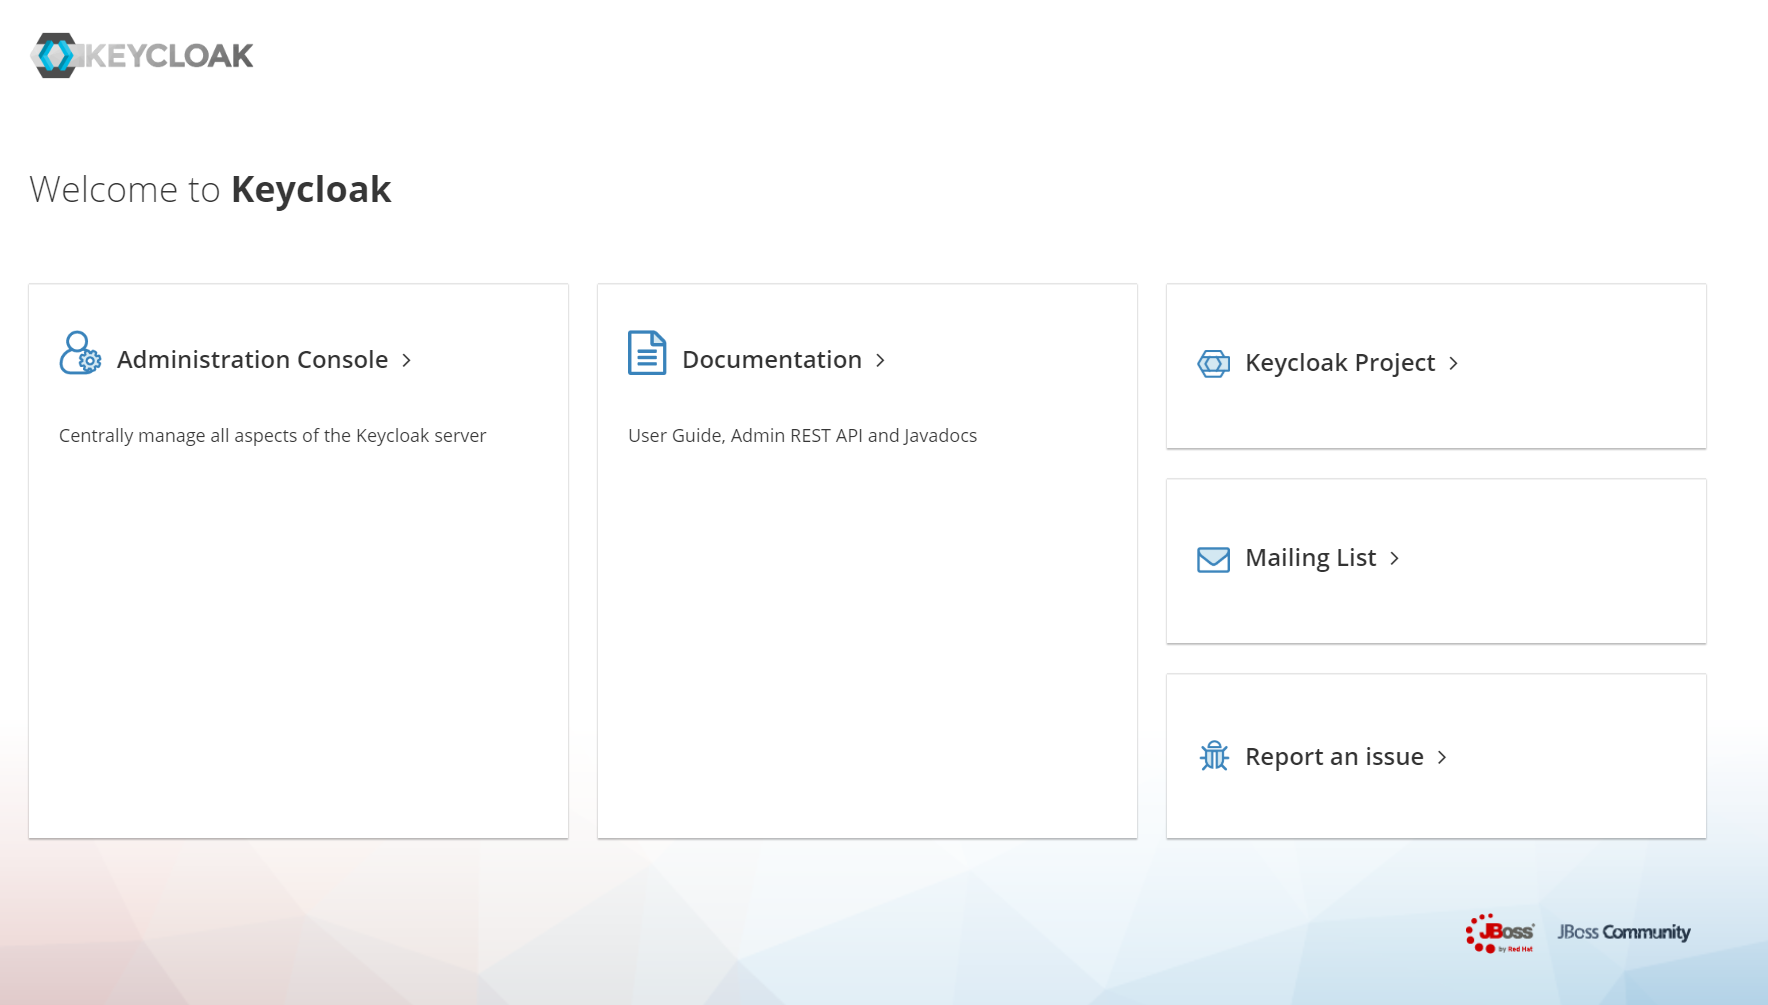 KEYCLOAK
Welcome to Keycloak
Administration Console
Centrally manage all aspects of the Keycloak server
Documentation
User Guide, Admin REST API and Javadocs
Keycloak Project
Mailing List
Report an issue
JBoss
by Red Hat
JBoss Community